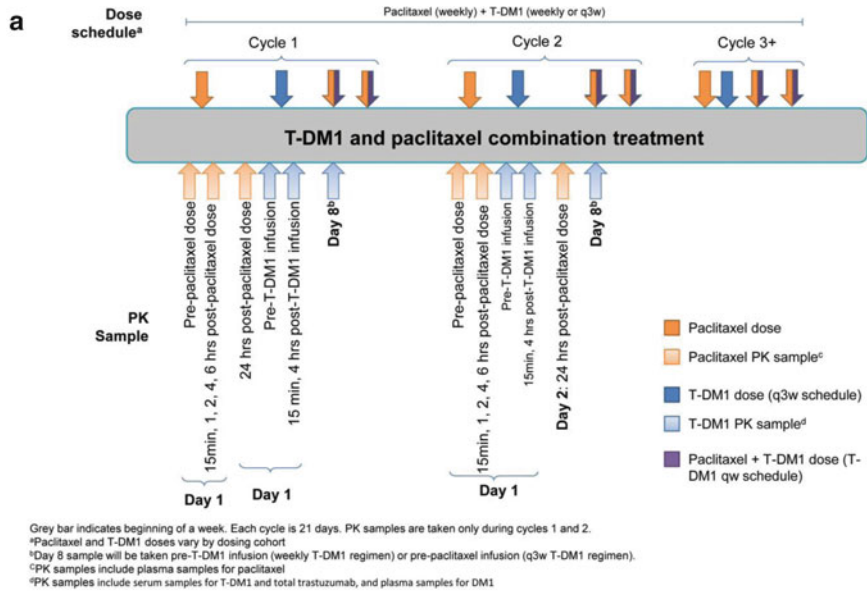 a
Dose
scheduleᵃ
Paclitaxel (weekly) + T-DM1 (weekly or q3w)
Cycle 1
Cycle 2
Cycle 3+
T-DM1 and paclitaxel combination treatment
PK
Sample
Pre-paclitaxel dose
15min, 1, 2, 4, 6 hrs post-paclitaxel dose
24 hrs post-paclitaxel dose
Pre-T-DM1 infusion
15 min, 4 hrs post-T-DM1 infusion
Day 8ᵇ
Pre-paclitaxel dose
15min, 1, 2, 4, 6 hrs post-paclitaxel dose
Pre-T-DM1 infusion
15min, 4 hrs post-T-DM1 infusion
Day 2: 24 hrs post-paclitaxel dose
Day 8ᵇ
Day 1
Day 1
Day 1
Paclitaxel dose
Paclitaxel PK sampleᶜ
T-DM1 dose (q3w schedule)
T-DM1 PK sampleᵈ
Paclitaxel + T-DM1 dose (T-
DM1 qw schedule)
Grey bar indicates beginning of a week. Each cycle is 21 days. PK samples are taken only during cycles 1 and 2.
ᵃPaclitaxel and T-DM1 doses vary by dosing cohort
ᵇDay 8 sample will be taken pre-T-DM1 infusion (weekly T-DM1 regimen) or pre-paclitaxel infusion (q3w T-DM1 regimen).
ᶜPK samples include plasma samples for paclitaxel
ᵈPK samples include serum samples for T-DM1 and total trastuzumab, and plasma samples for DM1